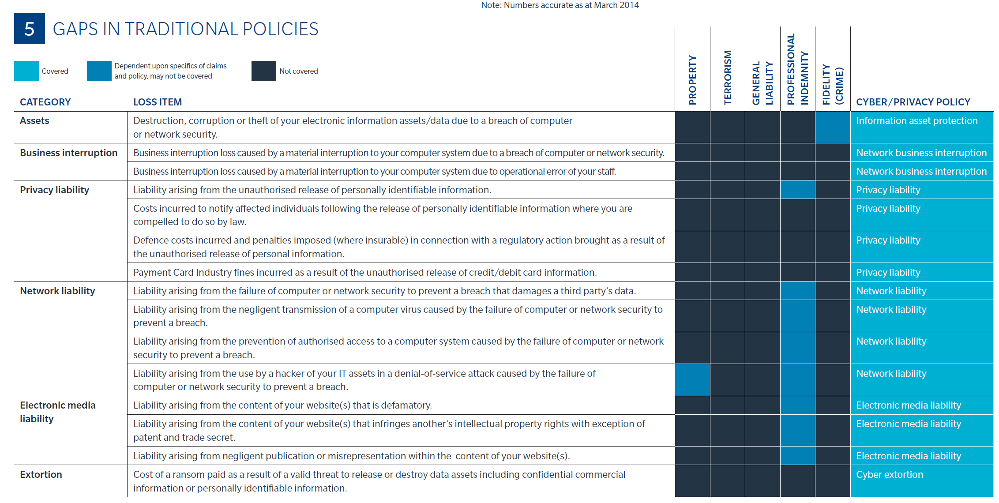 Note: Numbers accurate as at March 2014
5 GAPS IN TRADITIONAL POLICIES
Covered
Dependent upon specifics of claims
and policy, may not be covered
Not covered
CATEGORY
LOSS ITEM
PROPERTY
TERRORISM
GENERAL
LIABILITY
PROFESSIONAL
INDEMNITY
FIDELITY
(CRIME)
CYBER/PRIVACY POLICY
Assets
Destruction, corruption or theft of your electronic information assets/data due to a breach of computer
or network security.
Information asset protection
Business interruption
Business interruption loss caused by a material interruption to your computer system due to a breach of computer or network security.
Network business interruption
Business interruption loss caused by a material interruption to your computer system due to operational error of your staff.
Network business interruption
Privacy liability
Liability arising from the unauthorised release of personally identifiable information.
Privacy liability
Costs incurred to notify affected individuals following the release of personally identifiable information where you are
compelled to do so by law.
Privacy liability
Defence costs incurred and penalties imposed (where insurable) in connection with a regulatory action brought as a result of
the unauthorised release of personal information.
Privacy liability
Payment Card Industry fines incurred as a result of the unauthorised release of credit/debit card information.
Privacy liability
Network liability
Liability arising from the failure of computer or network security to prevent a breach that damages a third party's data.
Network liability
Liability arising from the negligent transmission of a computer virus caused by the failure of computer or network security to
prevent a breach.
Network liability
Liability arising from the prevention of authorised access to a computer system caused by the failure of computer or network
security to prevent a breach.
Network liability
Liability arising from the use by a hacker of your IT assets in a denial-of-service attack caused by the failure of
computer or network security to prevent a breach.
Network liability
Electronic media
liability
Liability arising from the content of your website(s) that is defamatory.
Electronic media liability
Liability arising from the content of your website(s) that infringes another's intellectual property rights with exception of
patent and trade secret.
Electronic media liability
Liability arising from negligent publication or misrepresentation within the content of your website(s).
Electronic media liability
Extortion
Cost of a ransom paid as a result of a valid threat to release or destroy data assets including confidential commercial
information or personally identifiable information.
Cyber extortion